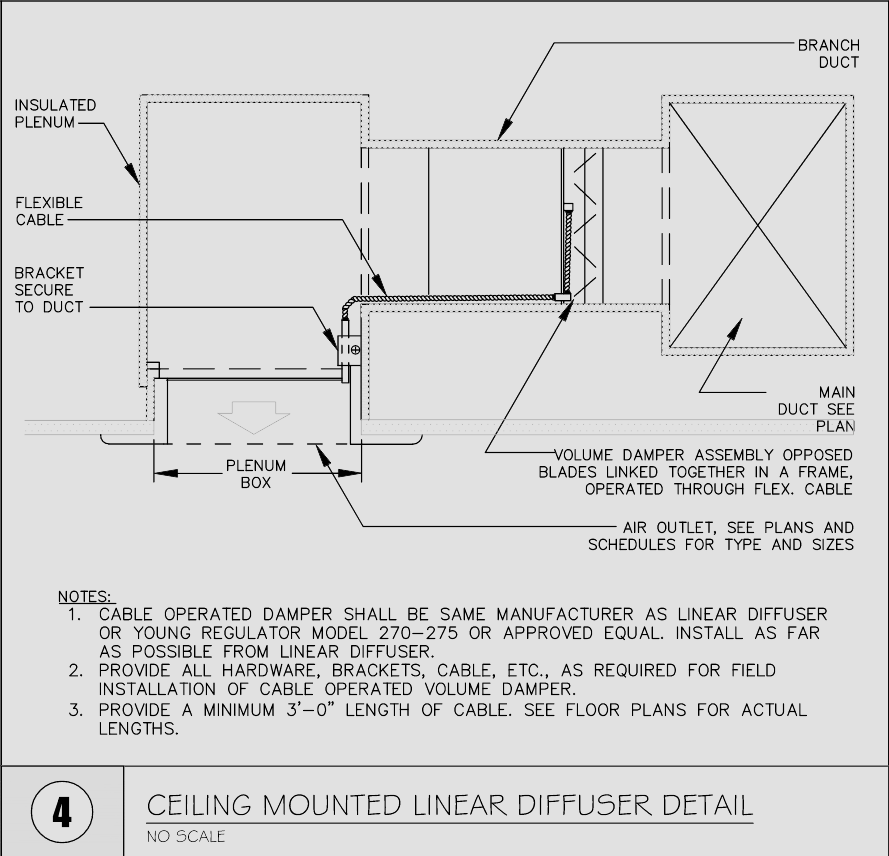 BRANCH
DUCT
INSULATED
PLENUM
FLEXIBLE
CABLE
BRACKET
SECURE
TO DUCT
MAIN
DUCT SEE
PLAN
VOLUME DAMPER ASSEMBLY OPPOSED
BLADES LINKED TOGETHER IN A FRAME,
OPERATED THROUGH FLEX. CABLE
PLENUM
BOX
AIR OUTLET, SEE PLANS AND
SCHEDULES FOR TYPE AND SIZES
NOTES:
1. CABLE OPERATED DAMPER SHALL BE SAME MANUFACTURER AS LINEAR DIFFUSER
OR YOUNG REGULATOR MODEL 270-275 OR APPROVED EQUAL. INSTALL AS FAR
AS POSSIBLE FROM LINEAR DIFFUSER.
2. PROVIDE ALL HARDWARE, BRACKETS, CABLE, ETC., AS REQUIRED FOR FIELD
INSTALLATION OF CABLE OPERATED VOLUME DAMPER.
3. PROVIDE A MINIMUM 3'-0" LENGTH OF CABLE. SEE FLOOR PLANS FOR ACTUAL
LENGTHS.
4
CEILING MOUNTED LINEAR DIFFUSER DETAIL
NO SCALE